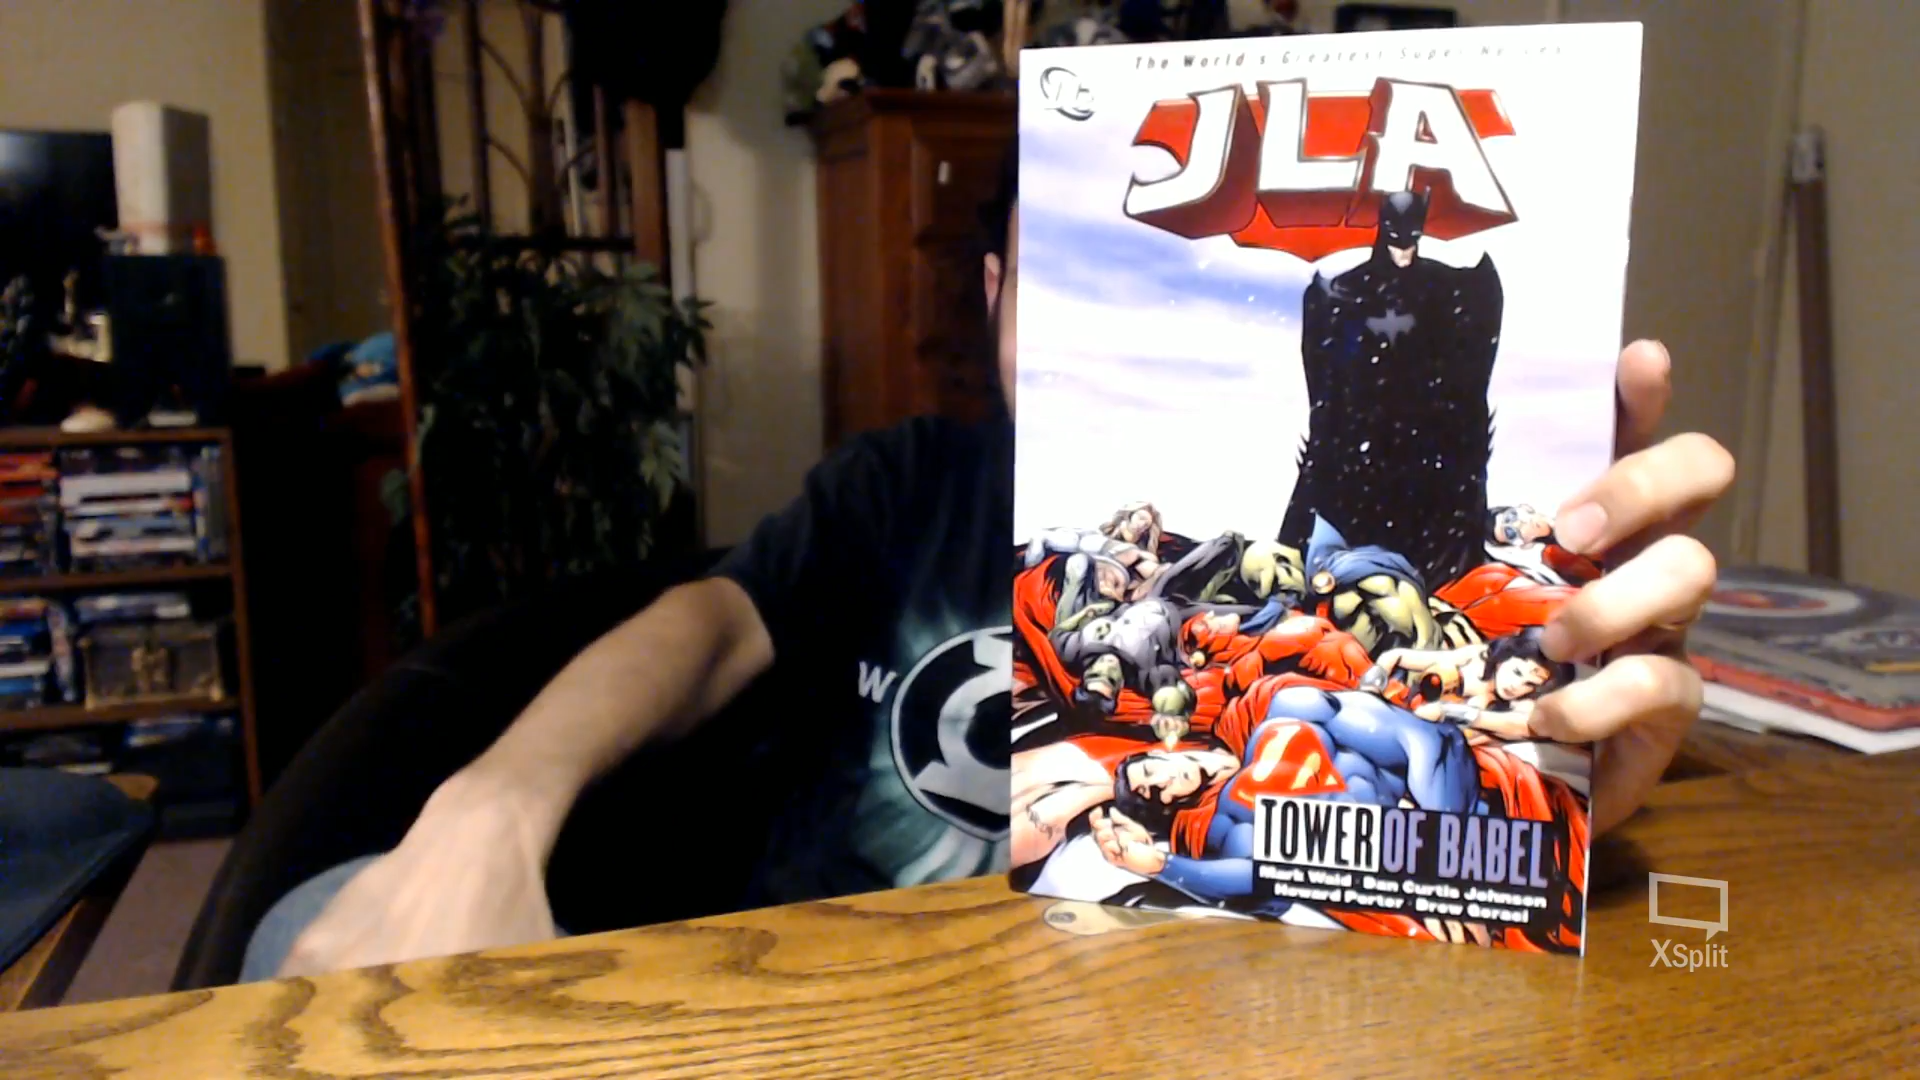 The World's Greatest Super Heroes
JLA
TOWER OF BABEL
Mark Waid · Dan Curtis Johnson
Howard Porter · Drew Geraci
W
XSplit